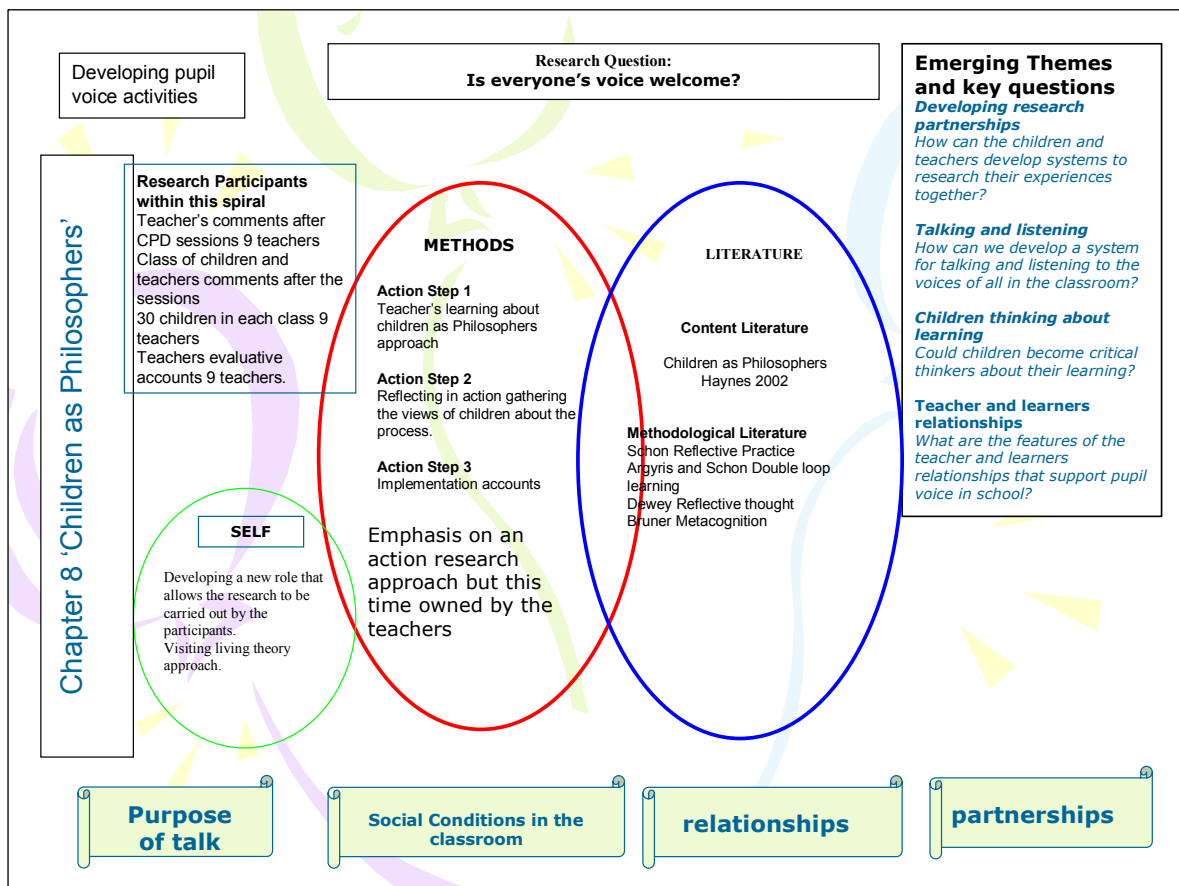 Developing pupil
voice activities
Research Question:
Is everyone's voice welcome?
Chapter 8 ‘Children as Philosophers’
Research Participants
within this spiral
Teacher's comments after
CPD sessions 9 teachers
Class of children and
teachers comments after the
sessions
30 children in each class 9
teachers
Teachers evaluative
accounts 9 teachers.
SELF
Developing a new role that
allows the research to be
carried out by the
participants.
Visiting living theory
approach.
METHODS
Action Step 1
Teacher's learning about
children as Philosophers
approach
Action Step 2
Reflecting in action gathering
the views of children about the
process.
Action Step 3
Implementation accounts
Emphasis on an
action research
approach but this
time owned by the
teachers
LITERATURE
Content Literature
Children as Philosophers
Haynes 2002
Methodological Literature
Schon Reflective Practice
Argyris and Schon Double loop
learning
Dewey Reflective thought
Bruner Metacognition
Emerging Themes
and key questions
Developing research
partnerships
How can the children and
teachers develop systems to
research their experiences
together?
Talking and listening
How can we develop a system
for talking and listening to the
voices of all in the classroom?
Children thinking about
learning
Could children become critical
thinkers about their learning?
Teacher and learners
relationships
What are the features of the
teacher and learners
relationships that support pupil
voice in school?
Purpose
of talk
Social Conditions in the
classroom
relationships
partnerships